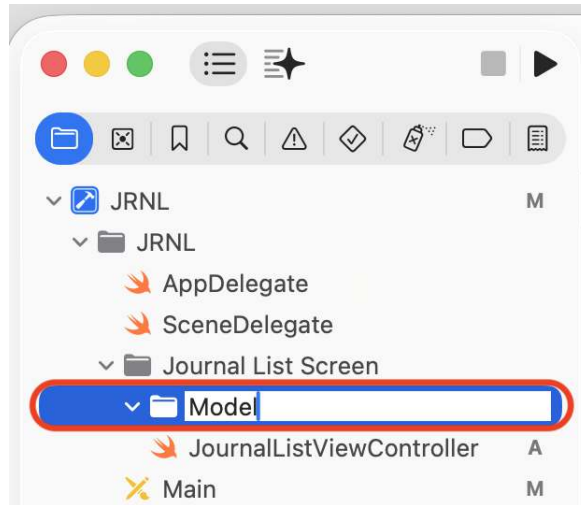 JRNL M
JRNL
AppDelegate
SceneDelegate
Journal List Screen
Model
JournalListViewController A
Main M